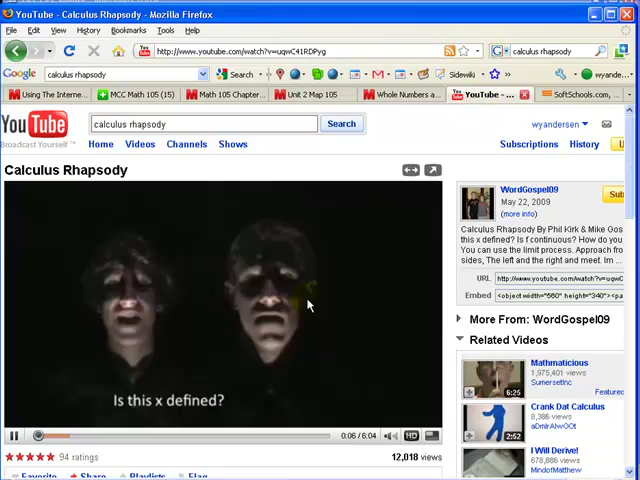 YouTube - Calculus Rhapsody - Mozilla Firefox
File Edit View History Bookmarks Tools Help
http://www.youtube.com/watch?v=uqwC41RDPyg
calculus rhapsody
Google calculus rhapsody Search Sidewiki wyande
Using The Interne... MCC Math 105 (15) Math 105 Chapter Unit 2 Map 105 Whole Numbers a... YouTube - ... SoftSchools.com,
YouTube calculus rhapsody Search wyandersen
Broadcast Yourself™ Home Videos Channels Shows Subscriptions History
Calculus Rhapsody
WordGospel09 Sub
May 22, 2009
(more info)
Calculus Rhapsody By Phil Kirk & Mike Gos
this x defined? Is f continuous? How do you
You can use the limit process. Approach from
sides, The left and the right and meet. Im ...
URL http://www.youtube.com/watch?v=uqwC
Embed <object width="560" height="340"><pa
More From: WordGospel09
Related Videos
Mathmaticious
1,975,401 views
SumersetInc
Featured
6:25
Crank Dat Calculus
8,386 views
2:52
I Will Derive!
678,886 views
MindofMatthew
Is this x defined?
0:06 / 6:04 HD
94 ratings 12,018 views
Favorite Share Playlists Flag